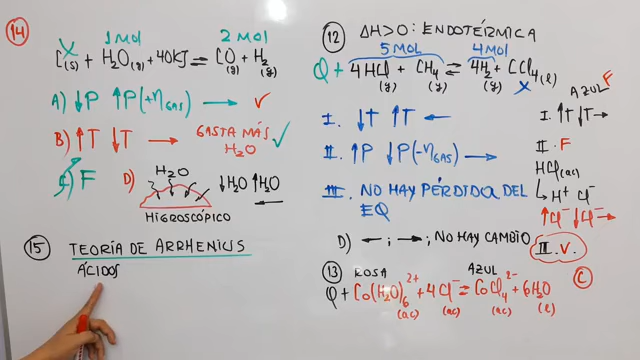 14
X 1 MOL 2 MOL
C(s) + H2O(g) + 40KJ ⇌ CO(g) + H2(g)
A) ↓P ↑P(+ηGAS) → ✓
B) ↑T ↓T → GASTA MÁS H2O ✓
C) F
D) H2O
HIGROSCÓPICO
↓H2O ↑H2O
←
15 TEORÍA DE ARRHENIUS
ÁCIDOS
12 ΔH>0: ENDOTÉRMICA
5 MOL 4 MOL
Q + 4HCl(g) + CH4(g) ⇌ 4H2(g) + CCl4(l)
X
I. ↓T ↑T ←
II. ↑P ↓P(-ηGAS) →
III. NO HAY PÉRDIDA DEL EQ
D) ← ; → ; NO HAY CAMBIO
13 ROSA AZUL
Q + Co(H2O)6 2+ (ac) + 4Cl- (ac) ⇌ CoCl4 2- (ac) + 6H2O (l)
AZUL F
I. ↑T ↓T →
II. F
HCl(ac)
↳ H+ Cl-
↑Cl- ↓Cl- →
III. V.
C